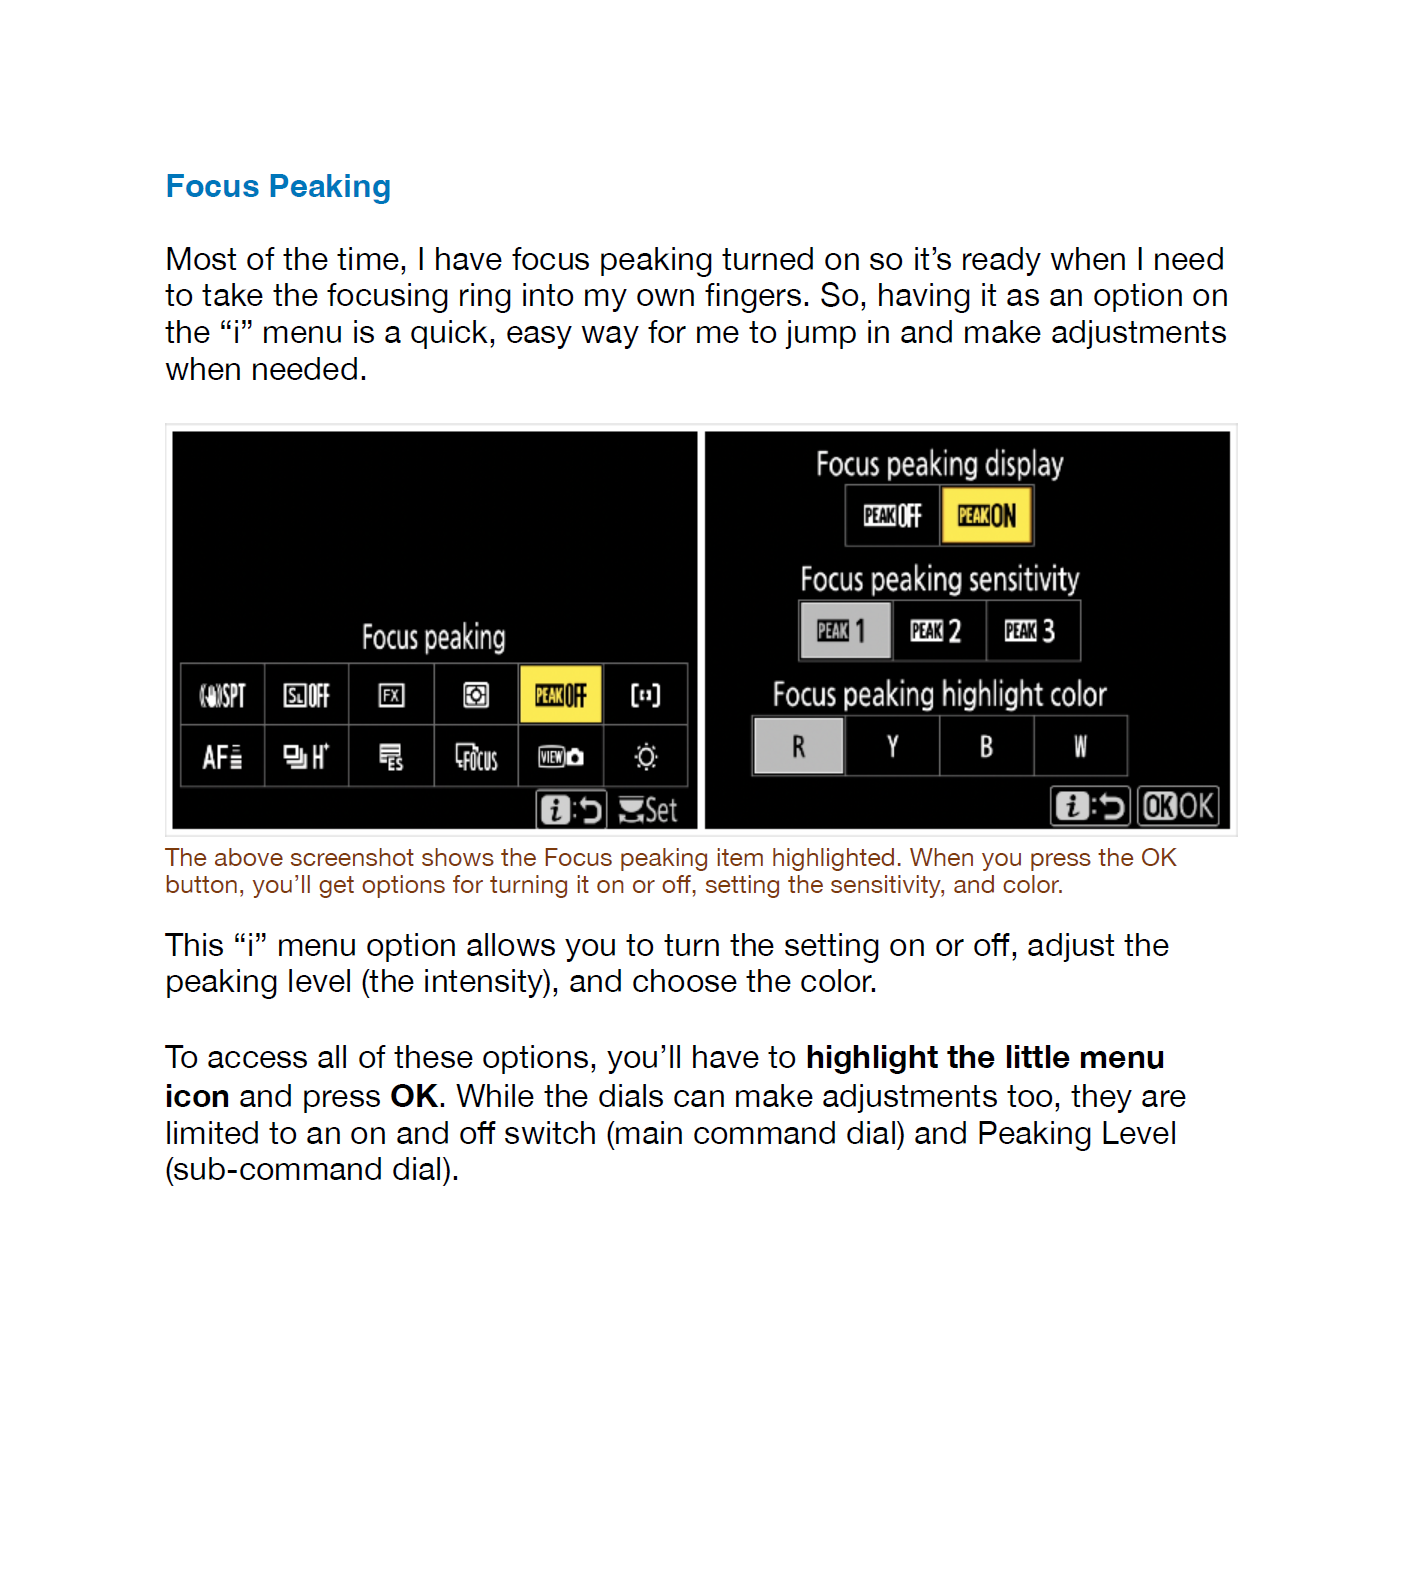 Focus Peaking
Most of the time, I have focus peaking turned on so it’s ready when I need
to take the focusing ring into my own fingers. So, having it as an option on
the “i” menu is a quick, easy way for me to jump in and make adjustments
when needed.
Focus peaking
SPT SL OFF FX PEAK OFF
AF H+ ES FOCUS VIEW
i: Set
Focus peaking display
PEAK OFF PEAK ON
Focus peaking sensitivity
PEAK 1 PEAK 2 PEAK 3
Focus peaking highlight color
R Y B W
i: OK OK
The above screenshot shows the Focus peaking item highlighted. When you press the OK
button, you’ll get options for turning it on or off, setting the sensitivity, and color.
This “i” menu option allows you to turn the setting on or off, adjust the
peaking level (the intensity), and choose the color.
To access all of these options, you’ll have to highlight the little menu
icon and press OK. While the dials can make adjustments too, they are
limited to an on and off switch (main command dial) and Peaking Level
(sub-command dial).